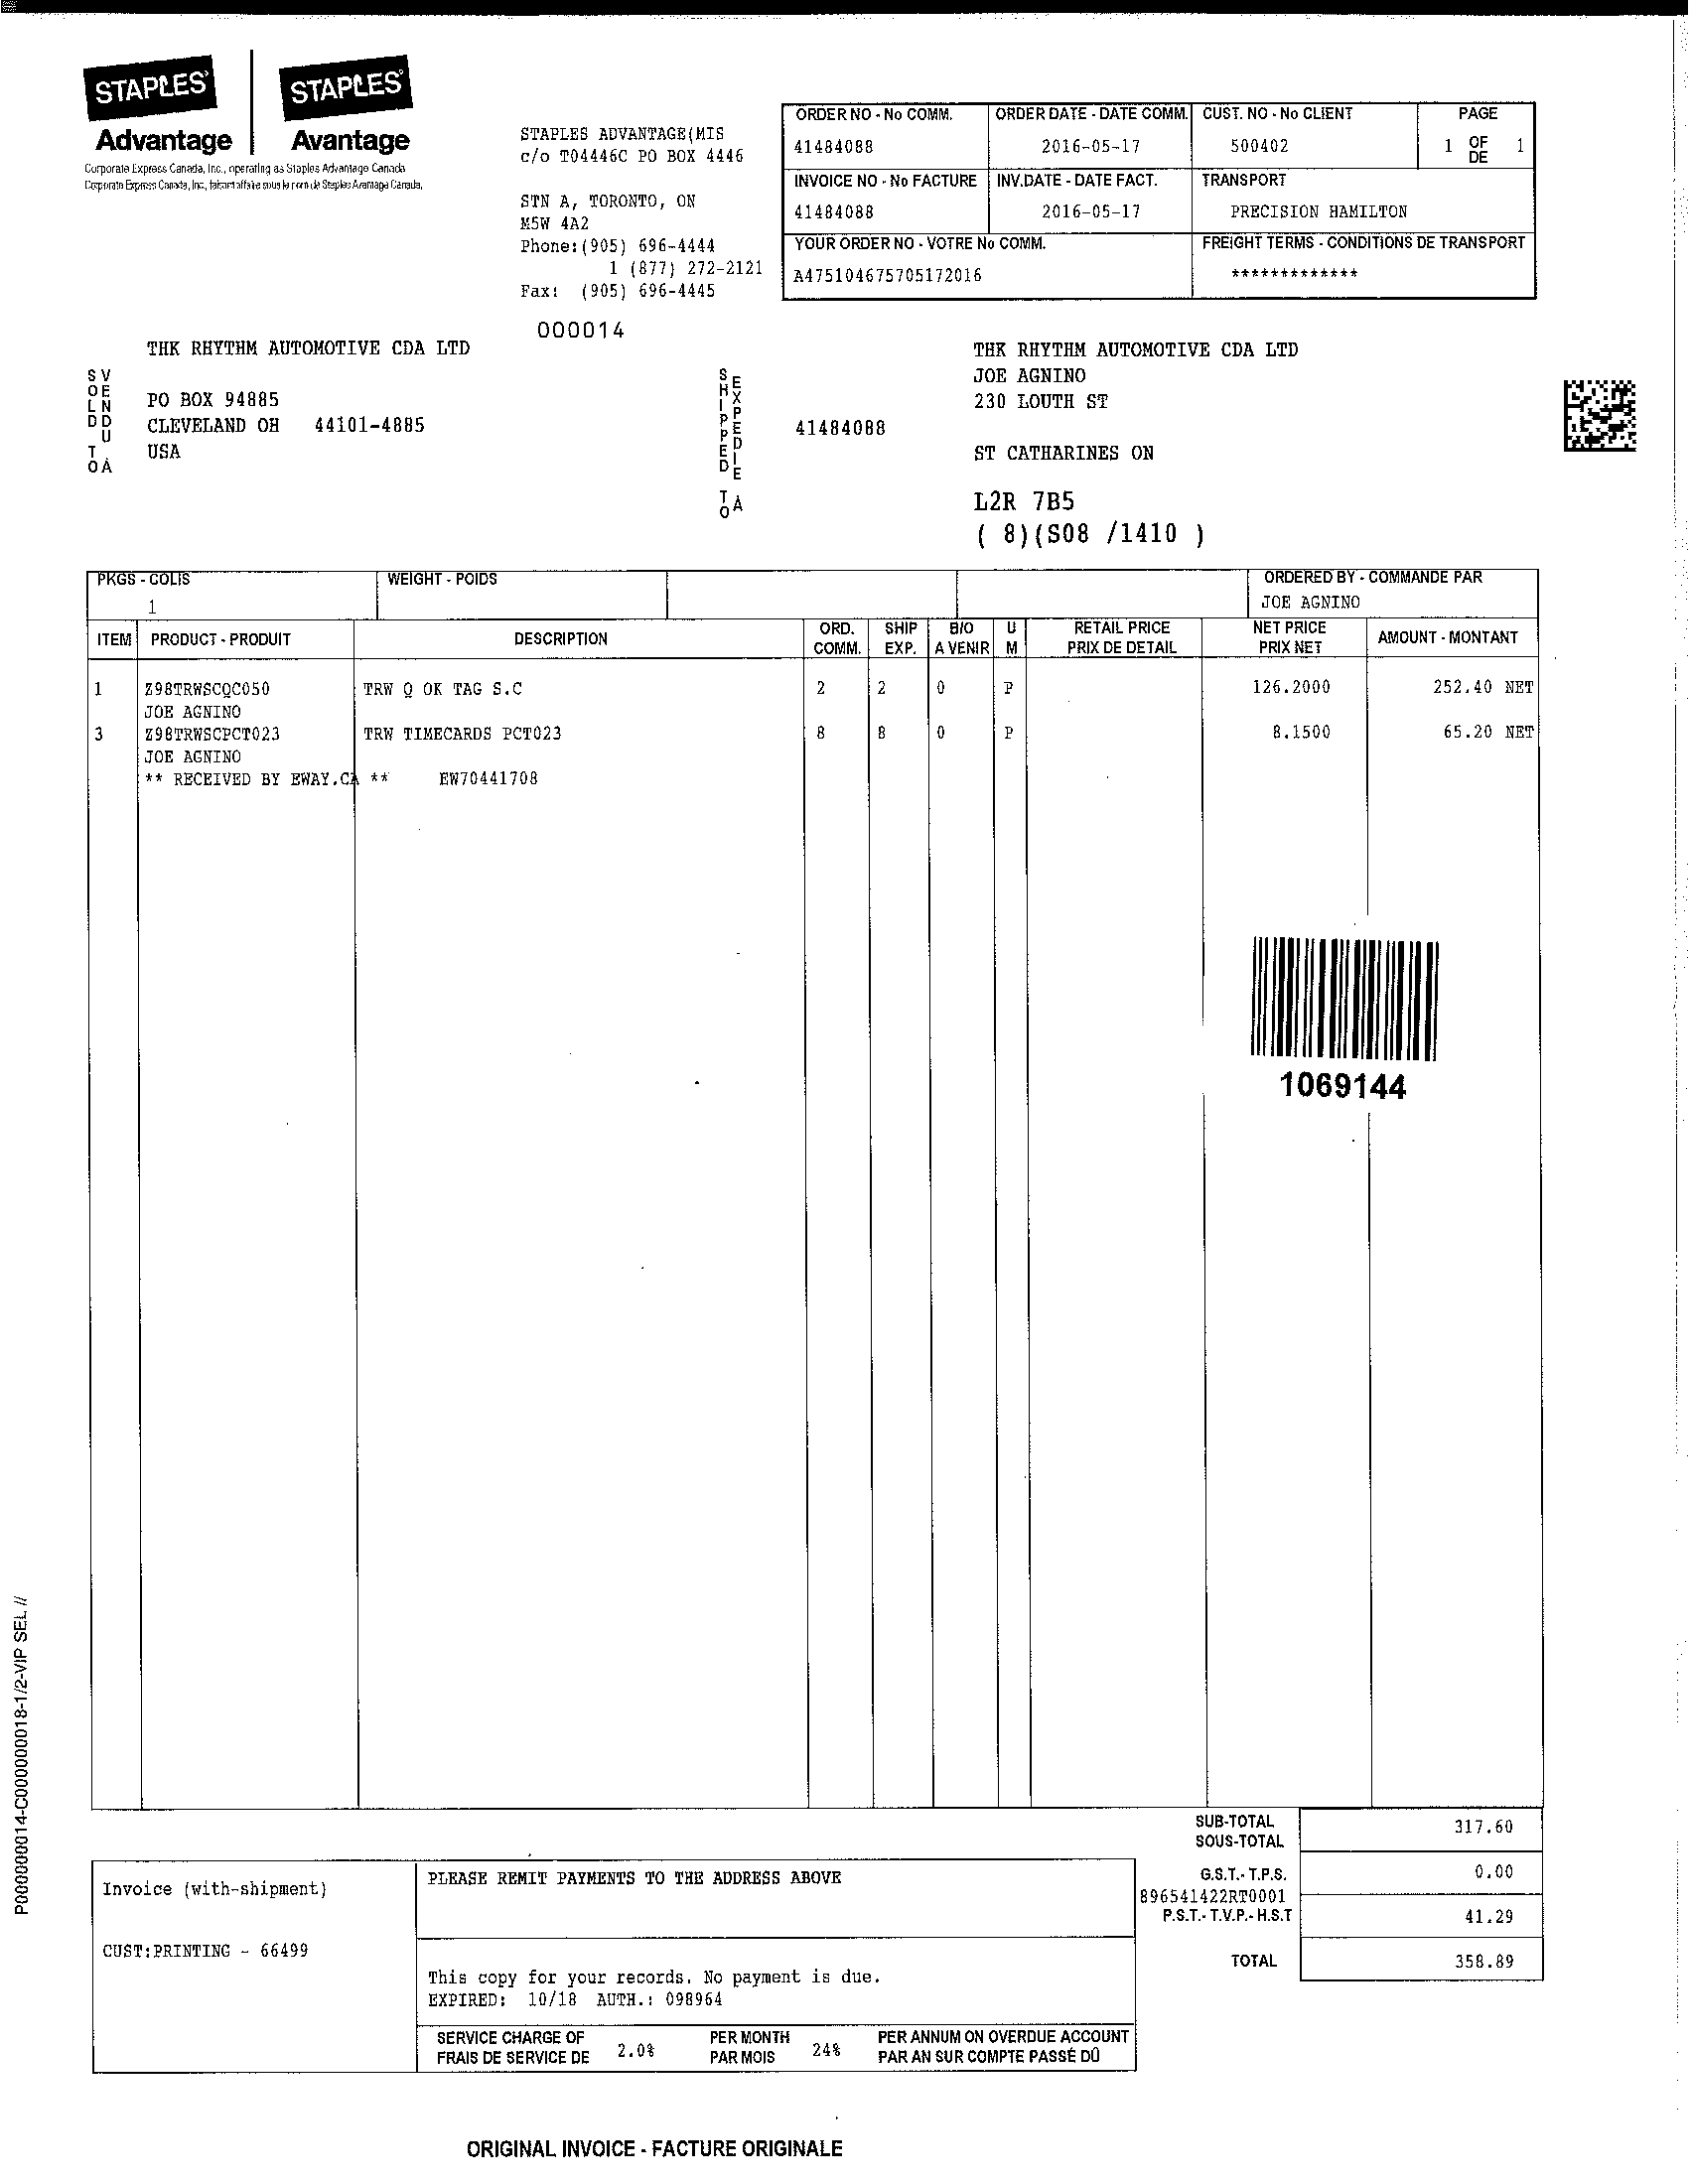 STAPLES
Advantage
STAPLES
Avantage
Corporate Express Canada, Inc., operating as Staples Advantage Canada
Corporate Express Canada, Inc., faisant affaire sous le nom de Staples Avantage Canada.
STAPLES ADVANTAGE(MIS
c/o T04446C PO BOX 4446
STN A, TORONTO, ON
M5W 4A2
Phone:(905) 696-4444
1 (877) 272-2121
Fax: (905) 696-4445
000014
ORDER NO - No COMM. ORDER DATE - DATE COMM. CUST. NO - No CLIENT PAGE
41484088 2016-05-17 500402 1 OF DE 1
INVOICE NO - No FACTURE INV.DATE - DATE FACT. TRANSPORT
41484088 2016-05-17 PRECISION HAMILTON
YOUR ORDER NO - VOTRE No COMM. FREIGHT TERMS - CONDITIONS DE TRANSPORT
A475104675705172016 *************
SOLD TO
VENDU À
THK RHYTHM AUTOMOTIVE CDA LTD
PO BOX 94885
CLEVELAND OH 44101-4885
USA
SHIPPED TO
EXPEDIE A
41484088
THK RHYTHM AUTOMOTIVE CDA LTD
JOE AGNINO
230 LOUTH ST
ST CATHARINES ON
L2R 7B5
( 8)(S08 /1410 )
PKGS - COLIS WEIGHT - POIDS ORDERED BY - COMMANDE PAR
1 JOE AGNINO
ITEM PRODUCT - PRODUIT DESCRIPTION ORD. COMM. SHIP EXP. B/O A VENIR U M RETAIL PRICE PRIX DE DETAIL NET PRICE PRIX NET AMOUNT - MONTANT
1 Z98TRWSCQC050 TRW Q OK TAG S.C 2 2 0 P 126.2000 252.40 NET
JOE AGNINO
3 Z98TRWSCPCT023 TRW TIMECARDS PCT023 8 8 0 P 8.1500 65.20 NET
JOE AGNINO
** RECEIVED BY EWAY.CA ** EW70441708
1069144
P00000014-C000000018-1/2-VIP SEL //
SUB-TOTAL
SOUS-TOTAL 317.60
G.S.T.- T.P.S. 0.00
896541422RT0001
P.S.T.- T.V.P.- H.S.T 41.29
TOTAL 358.89
Invoice (with-shipment)
CUST:PRINTING - 66499
PLEASE REMIT PAYMENTS TO THE ADDRESS ABOVE
This copy for your records. No payment is due.
EXPIRED: 10/18 AUTH.: 098964
SERVICE CHARGE OF 2.0% PER MONTH 24% PER ANNUM ON OVERDUE ACCOUNT
FRAIS DE SERVICE DE PAR MOIS PAR AN SUR COMPTE PASSÉ DÛ
ORIGINAL INVOICE - FACTURE ORIGINALE